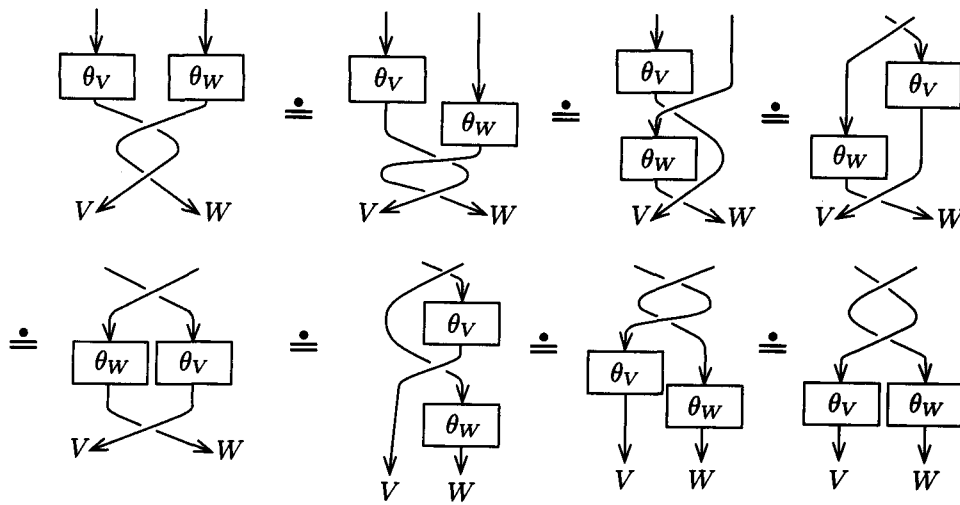 θ_V θ_W ≐ θ_V θ_W ≐ θ_V θ_W ≐ θ_V θ_W
V W V W V W V W
≐ θ_W θ_V ≐ θ_V θ_W ≐ θ_V θ_W ≐ θ_V θ_W
V W V W V W V W